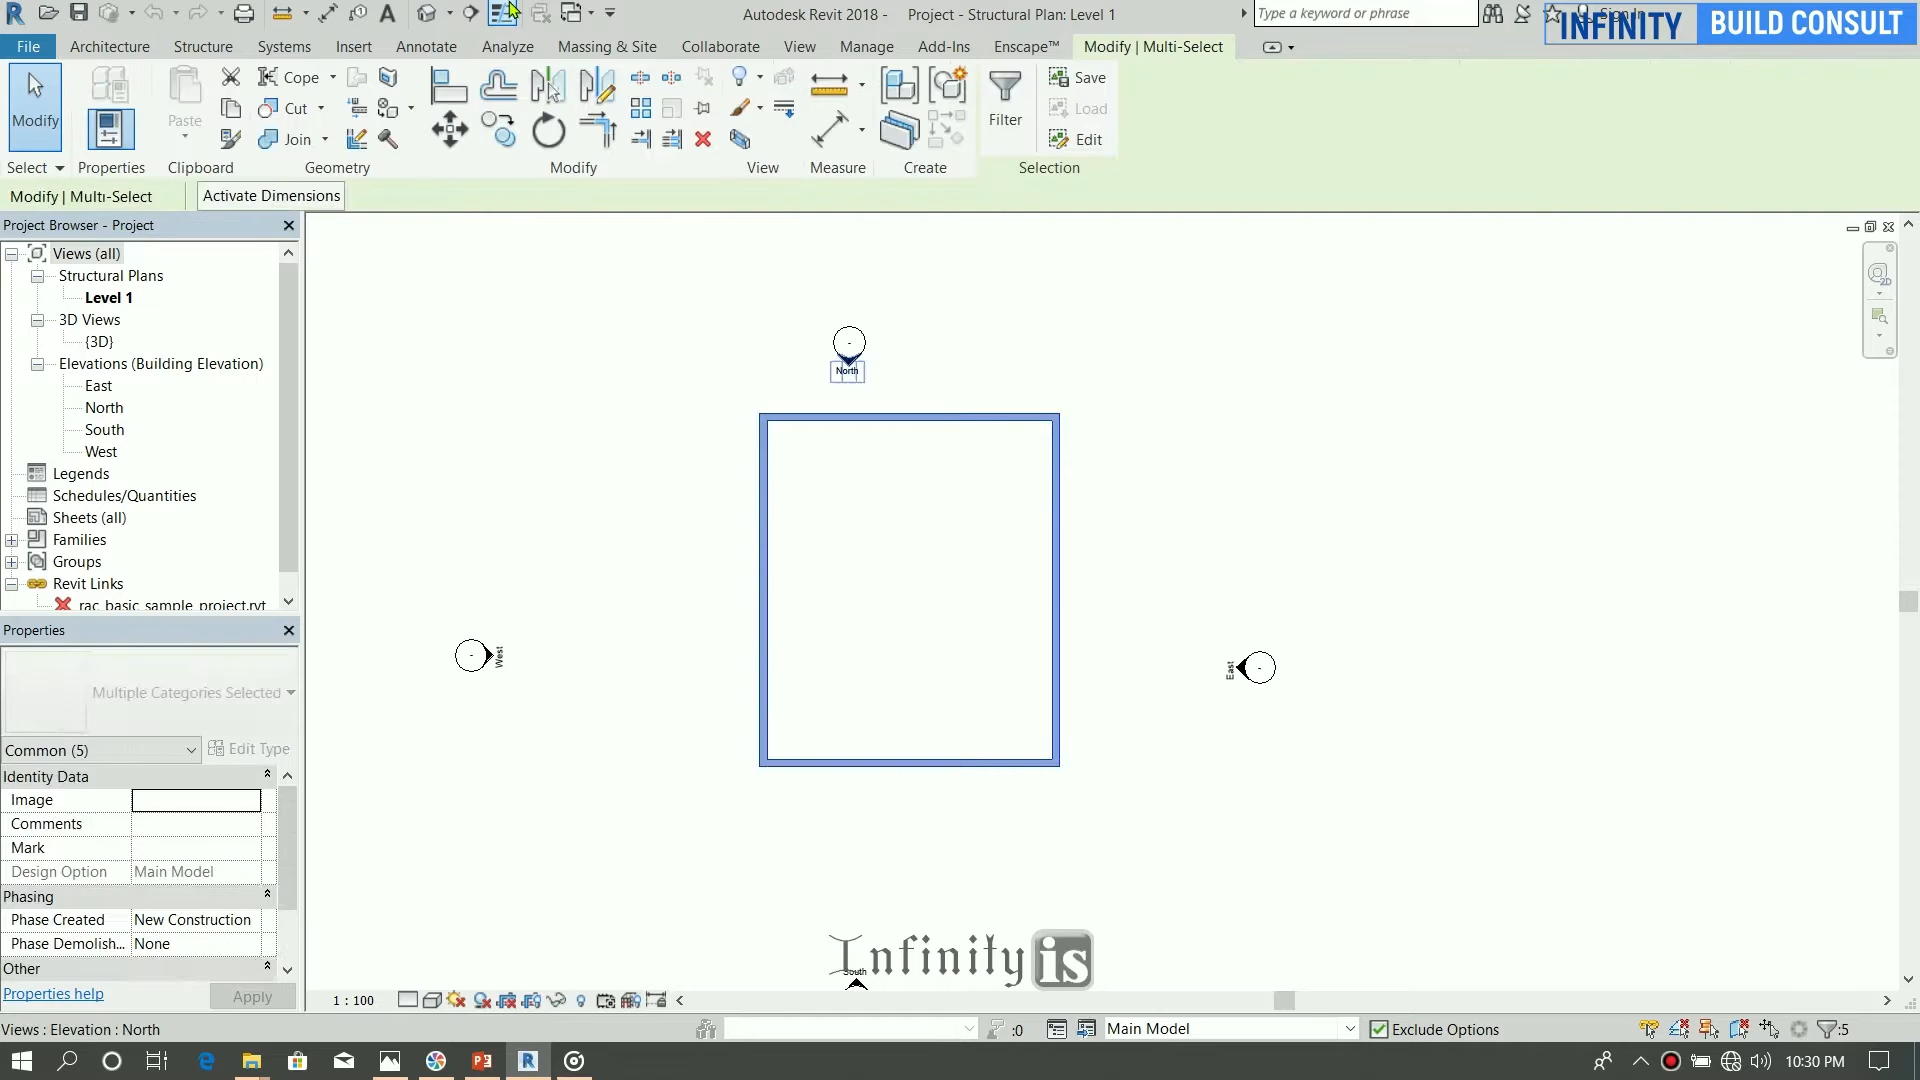 Autodesk Revit 2018 -
Project - Structural Plan: Level 1
Type a keyword or phrase
Sign In
INFINITY
BUILD CONSULT
File
Architecture
Structure
Systems
Insert
Annotate
Analyze
Massing & Site
Collaborate
View
Manage
Add-Ins
Enscape™
Modify | Multi-Select
Modify
Paste
Cope
Cut
Join
Filter
Save
Load
Edit
Select
Properties
Clipboard
Geometry
Modify
View
Measure
Create
Selection
Modify | Multi-Select
Activate Dimensions
Project Browser - Project
Views (all)
Structural Plans
Level 1
3D Views
{3D}
Elevations (Building Elevation)
East
North
South
West
Legends
Schedules/Quantities
Sheets (all)
Families
Groups
Revit Links
rac_basic_sample_project.rvt
Properties
Multiple Categories Selected
Common (5)
Edit Type
Identity Data
Image
Comments
Mark
Design Option
Main Model
Phasing
Phase Created
New Construction
Phase Demolish...
None
Other
Properties help
Apply
North
West
East
South
Infinity is
2D
1 : 100
Views : Elevation : North
:0
Main Model
Exclude Options
:5
10:30 PM